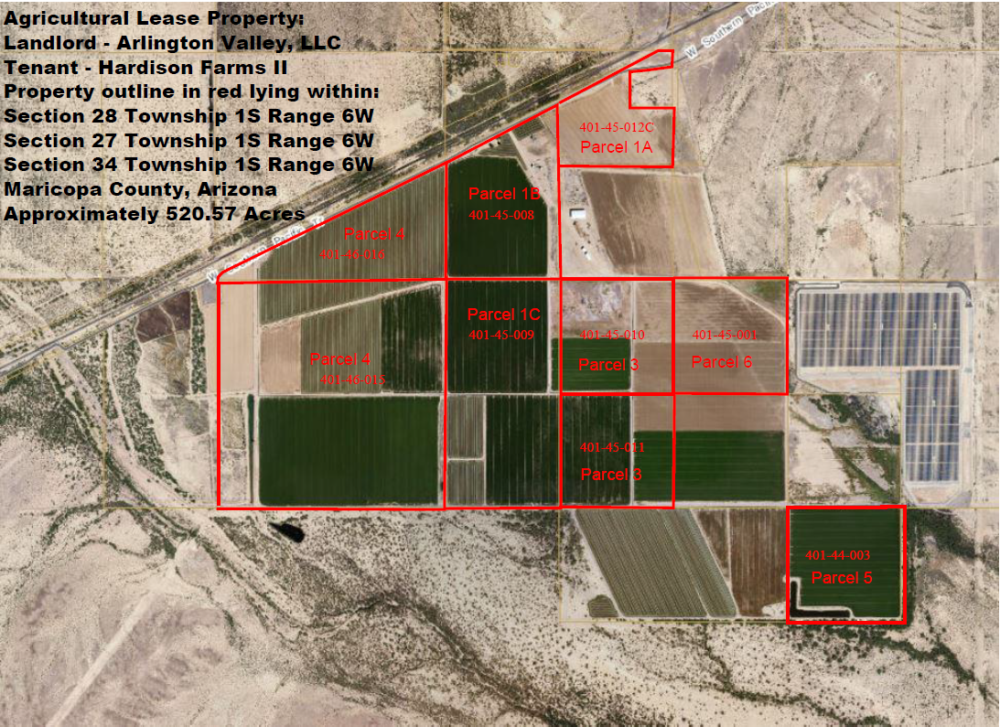 Agricultural Lease Property:
Landlord - Arlington Valley, LLC
Tenant - Hardison Farms II
Property outline in red lying within:
Section 28 Township 1S Range 6W
Section 27 Township 1S Range 6W
Section 34 Township 1S Range 6W
Maricopa County, Arizona
Approximately 520.57 Acres
W Southern Pacific
401-45-012C
Parcel 1A
Parcel 1B
401-45-008
Parcel 4
401-46-016
W Southern Pacific Tr
Parcel 1C
401-45-009
401-45-010
Parcel 3
401-45-001
Parcel 6
Parcel 4
401-46-015
401-45-011
Parcel 3
401-44-003
Parcel 5